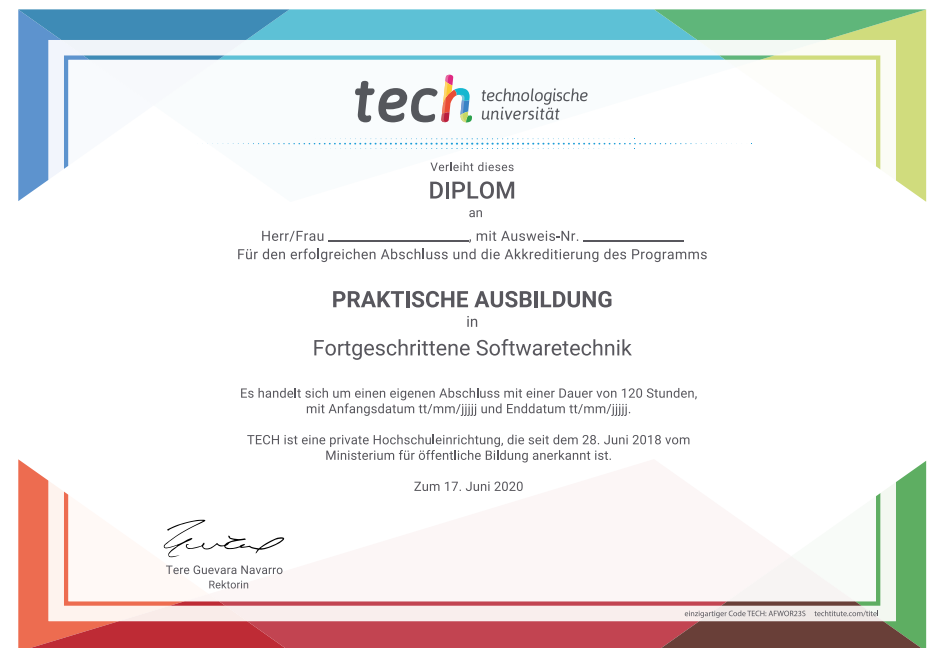 tech technologische
universität
Verleiht dieses
DIPLOM
an
Herr/Frau ____________________, mit Ausweis-Nr. ______________
Für den erfolgreichen Abschluss und die Akkreditierung des Programms
PRAKTISCHE AUSBILDUNG
in
Fortgeschrittene Softwaretechnik
Es handelt sich um einen eigenen Abschluss mit einer Dauer von 120 Stunden,
mit Anfangsdatum tt/mm/jjjjj und Enddatum tt/mm/jjjjj.
TECH ist eine private Hochschuleinrichtung, die seit dem 28. Juni 2018 vom
Ministerium für öffentliche Bildung anerkannt ist.
Zum 17. Juni 2020
Tere Guevara Navarro
Rektorin
einzigartiger Code TECH: AFWOR23S techtitute.com/titel